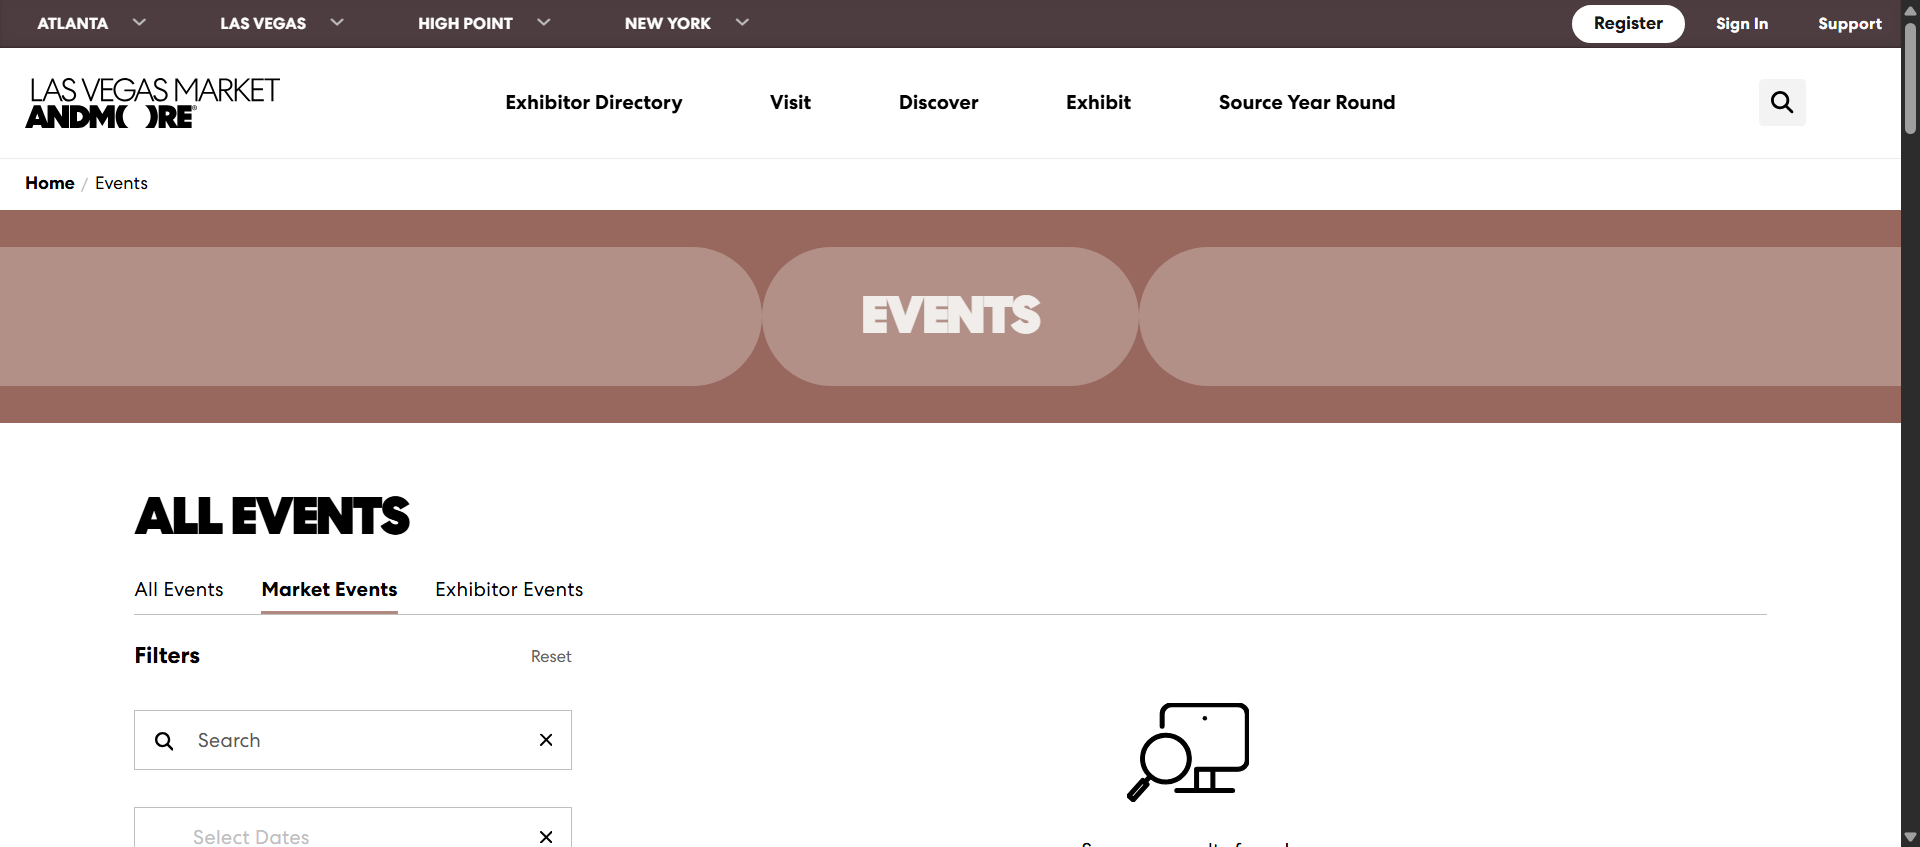 ATLANTA LAS VEGAS HIGH POINT NEW YORK Register Sign In Support
LAS VEGAS MARKET
ANDMORE®
Exhibitor Directory Visit Discover Exhibit Source Year Round
Home / Events
EVENTS
ALL EVENTS
All Events Market Events Exhibitor Events
Filters Reset
Search
Select Dates